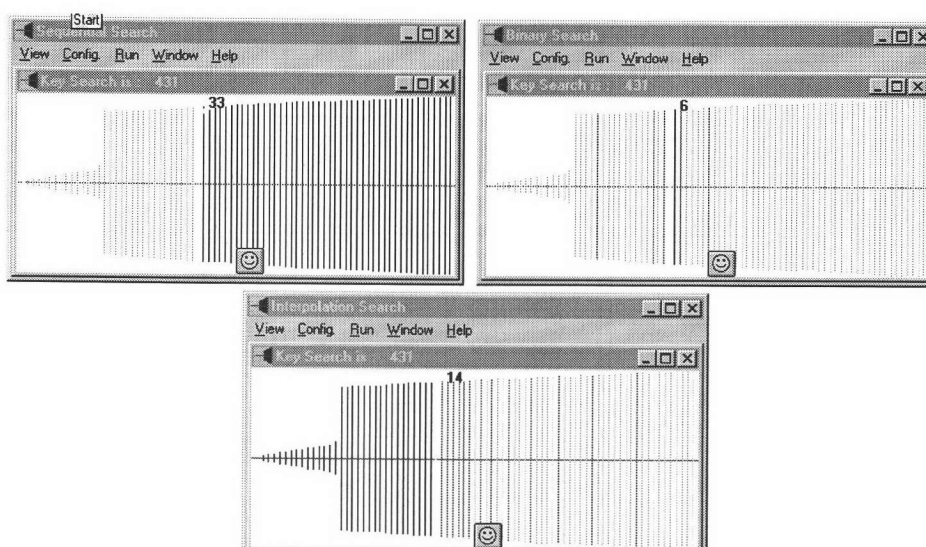 Start
Sequential Search
View Config. Run Window Help
Key Search is : 431
33
Binary Search
View Config. Run Window Help
Key Search is : 431
6
Interpolation Search
View Config. Run Window Help
Key Search is : 431
14